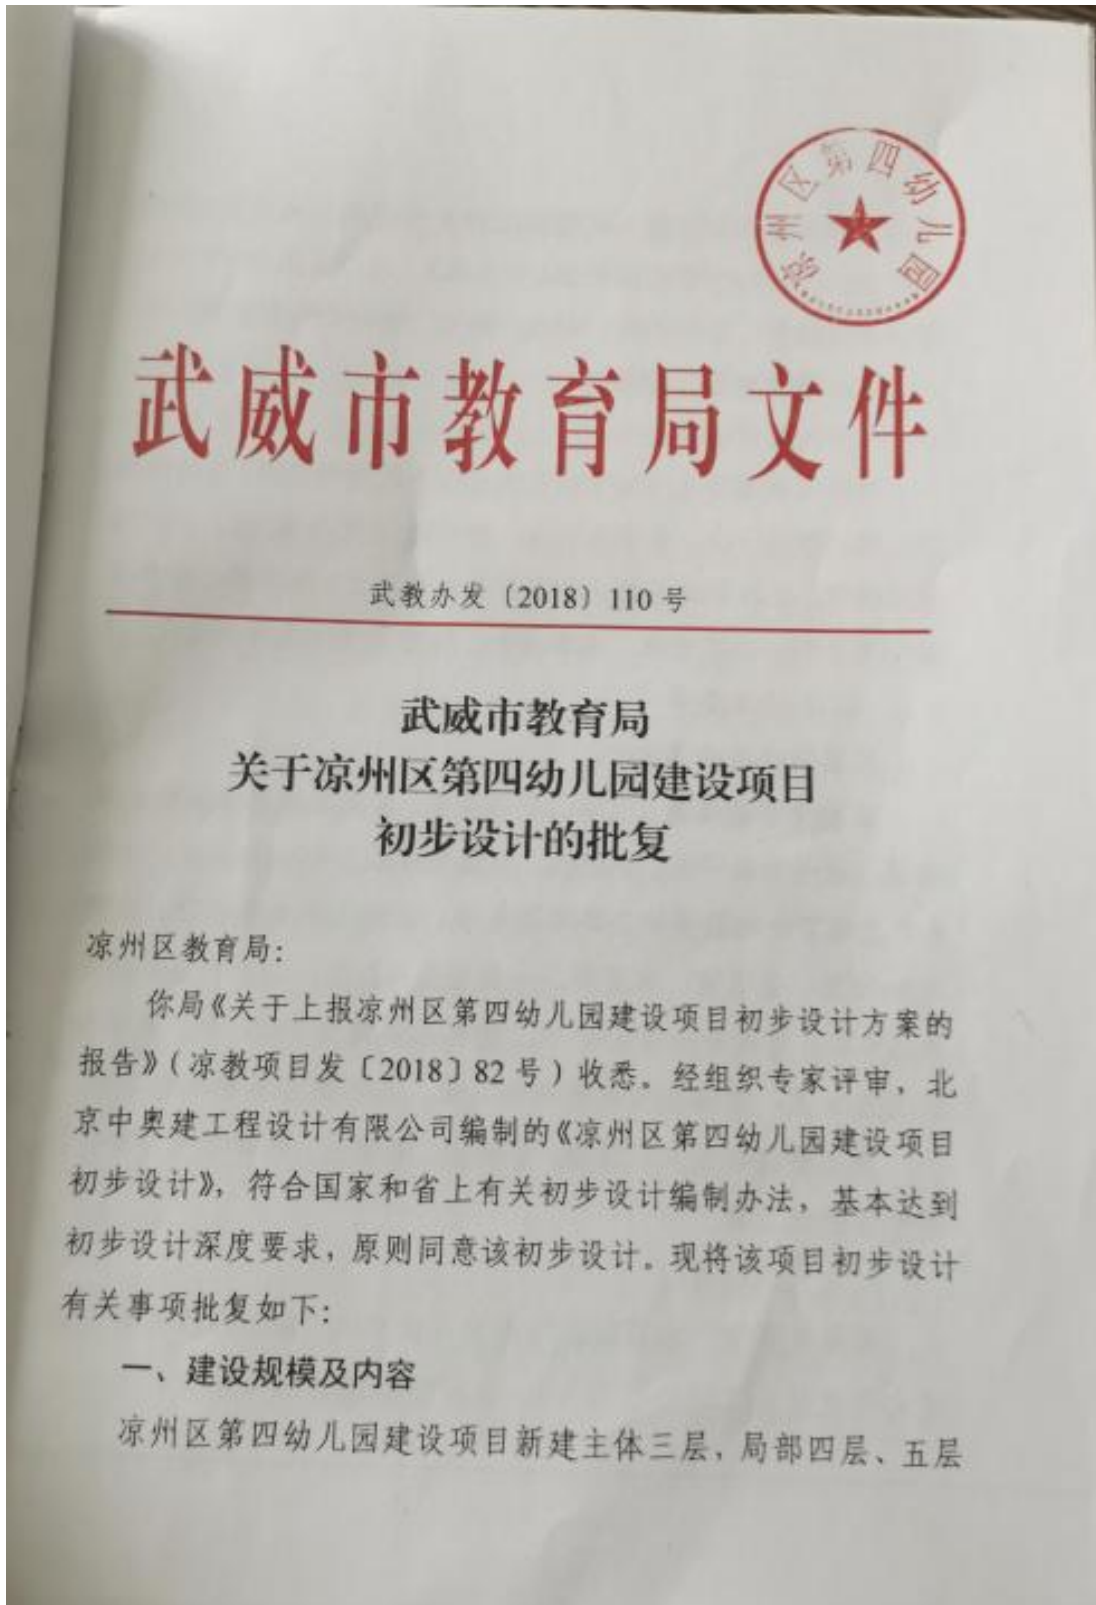 凉州区第四幼儿园
武威市教育局文件
武教办发〔2018〕110号
武威市教育局
关于凉州区第四幼儿园建设项目
初步设计的批复
凉州区教育局：
你局《关于上报凉州区第四幼儿园建设项目初步设计方案的
报告》（凉教项目发〔2018〕82号）收悉。经组织专家评审，北
京中奥建工程设计有限公司编制的《凉州区第四幼儿园建设项目
初步设计》，符合国家和省上有关初步设计编制办法，基本达到
初步设计深度要求，原则同意该初步设计。现将该项目初步设计
有关事项批复如下：
一、建设规模及内容
凉州区第四幼儿园建设项目新建主体三层，局部四层、五层